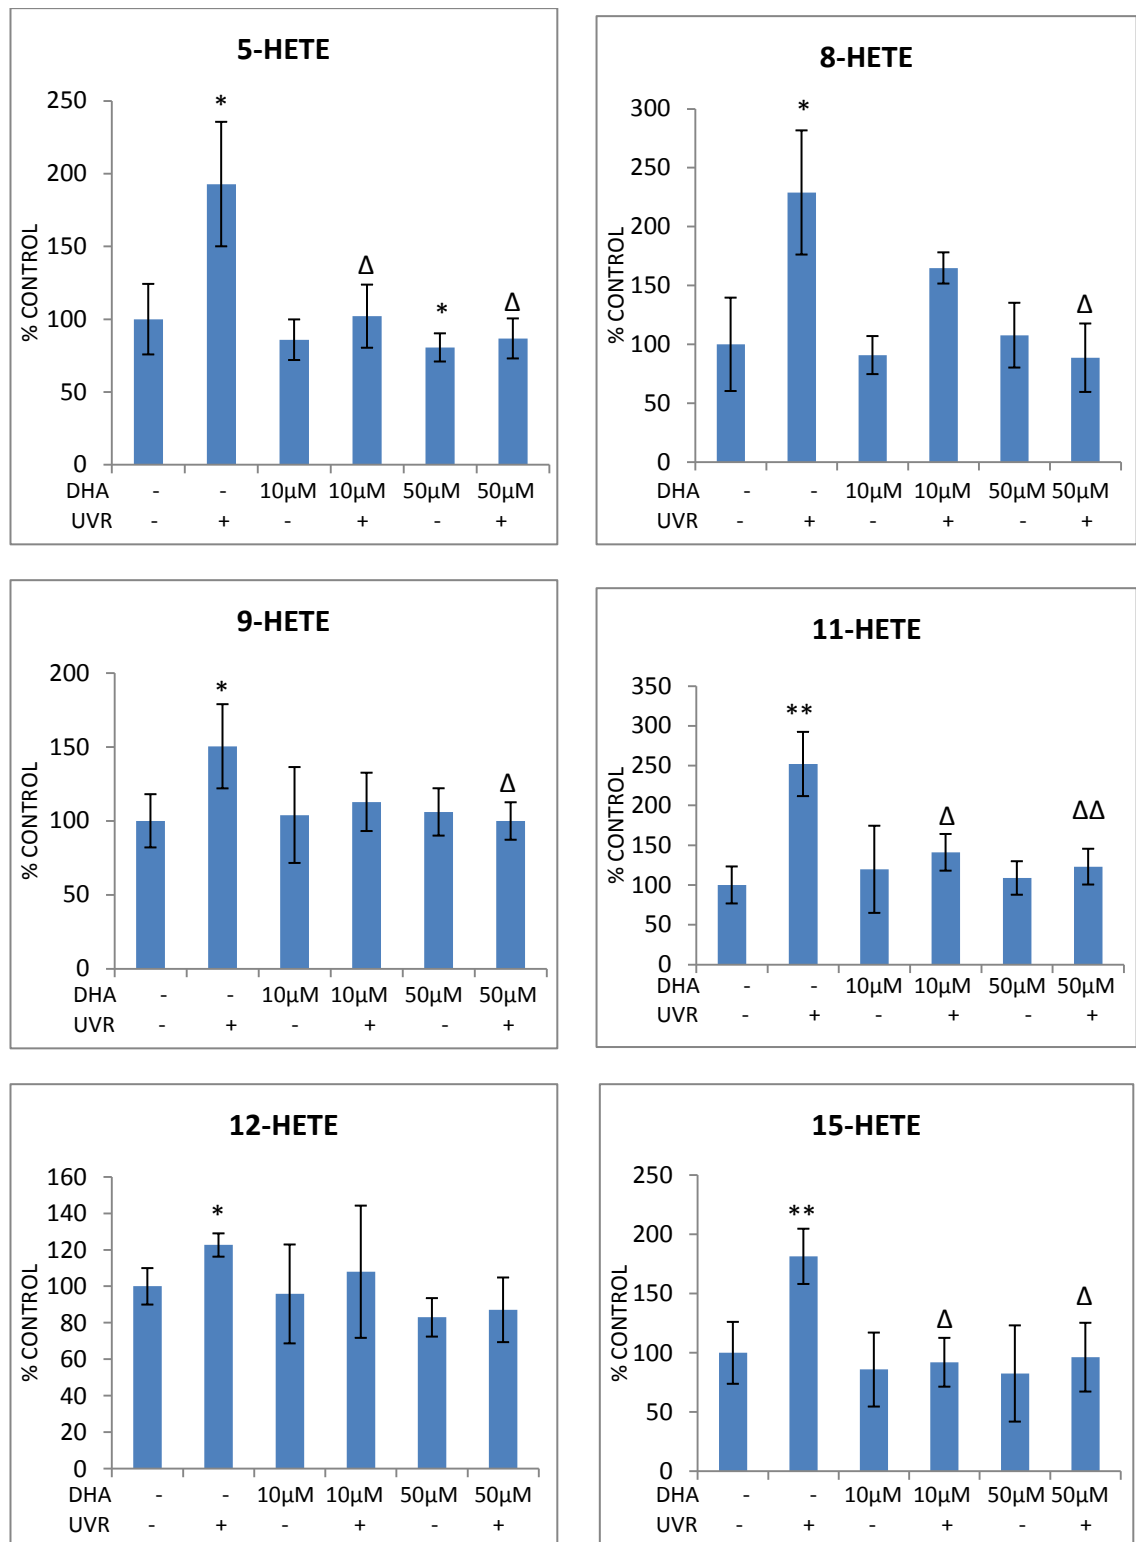 5-HETE
250
200
150
100
50
0
% CONTROL
*
Δ
*
Δ
DHA - - 10µM 10µM 50µM 50µM
UVR - + - + - +
8-HETE
300
250
200
150
100
50
0
% CONTROL
*
Δ
DHA - - 10µM 10µM 50µM 50µM
UVR - + - + - +
9-HETE
200
150
100
50
0
% CONTROL
*
Δ
DHA - - 10µM 10µM 50µM 50µM
UVR - + - + - +
11-HETE
350
300
250
200
150
100
50
0
% CONTROL
**
Δ
ΔΔ
DHA - - 10µM 10µM 50µM 50µM
UVR - + - + - +
12-HETE
160
140
120
100
80
60
40
20
0
% CONTROL
*
DHA - - 10µM 10µM 50µM 50µM
UVR - + - + - +
15-HETE
250
200
150
100
50
0
% CONTROL
**
Δ
Δ
DHA - - 10µM 10µM 50µM 50µM
UVR - + - + - +